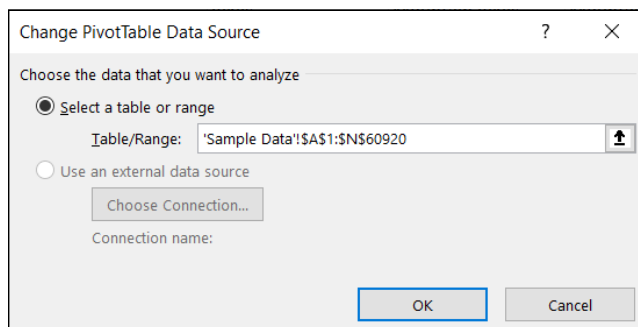 Change PivotTable Data Source ?
Choose the data that you want to analyze
Select a table or range
Table/Range: 'Sample Data'!$A$1:$N$60920
Use an external data source
Choose Connection...
Connection name:
OK Cancel